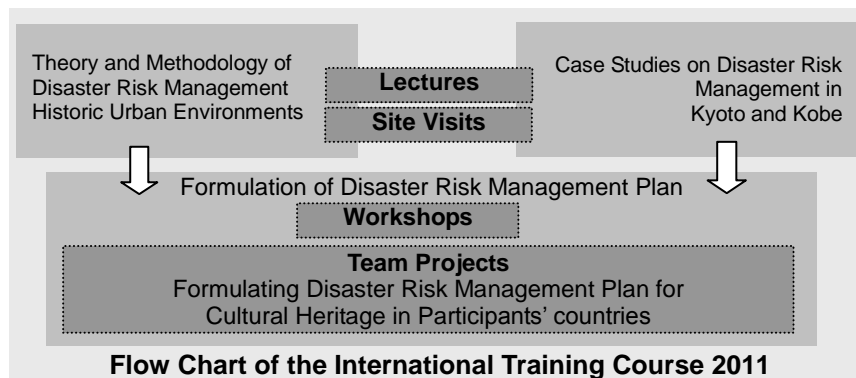 Theory and Methodology of
Disaster Risk Management
Historic Urban Environments
Lectures
Site Visits
Case Studies on Disaster Risk
Management in
Kyoto and Kobe
Formulation of Disaster Risk Management Plan
Workshops
Team Projects
Formulating Disaster Risk Management Plan for
Cultural Heritage in Participants’ countries
Flow Chart of the International Training Course 2011